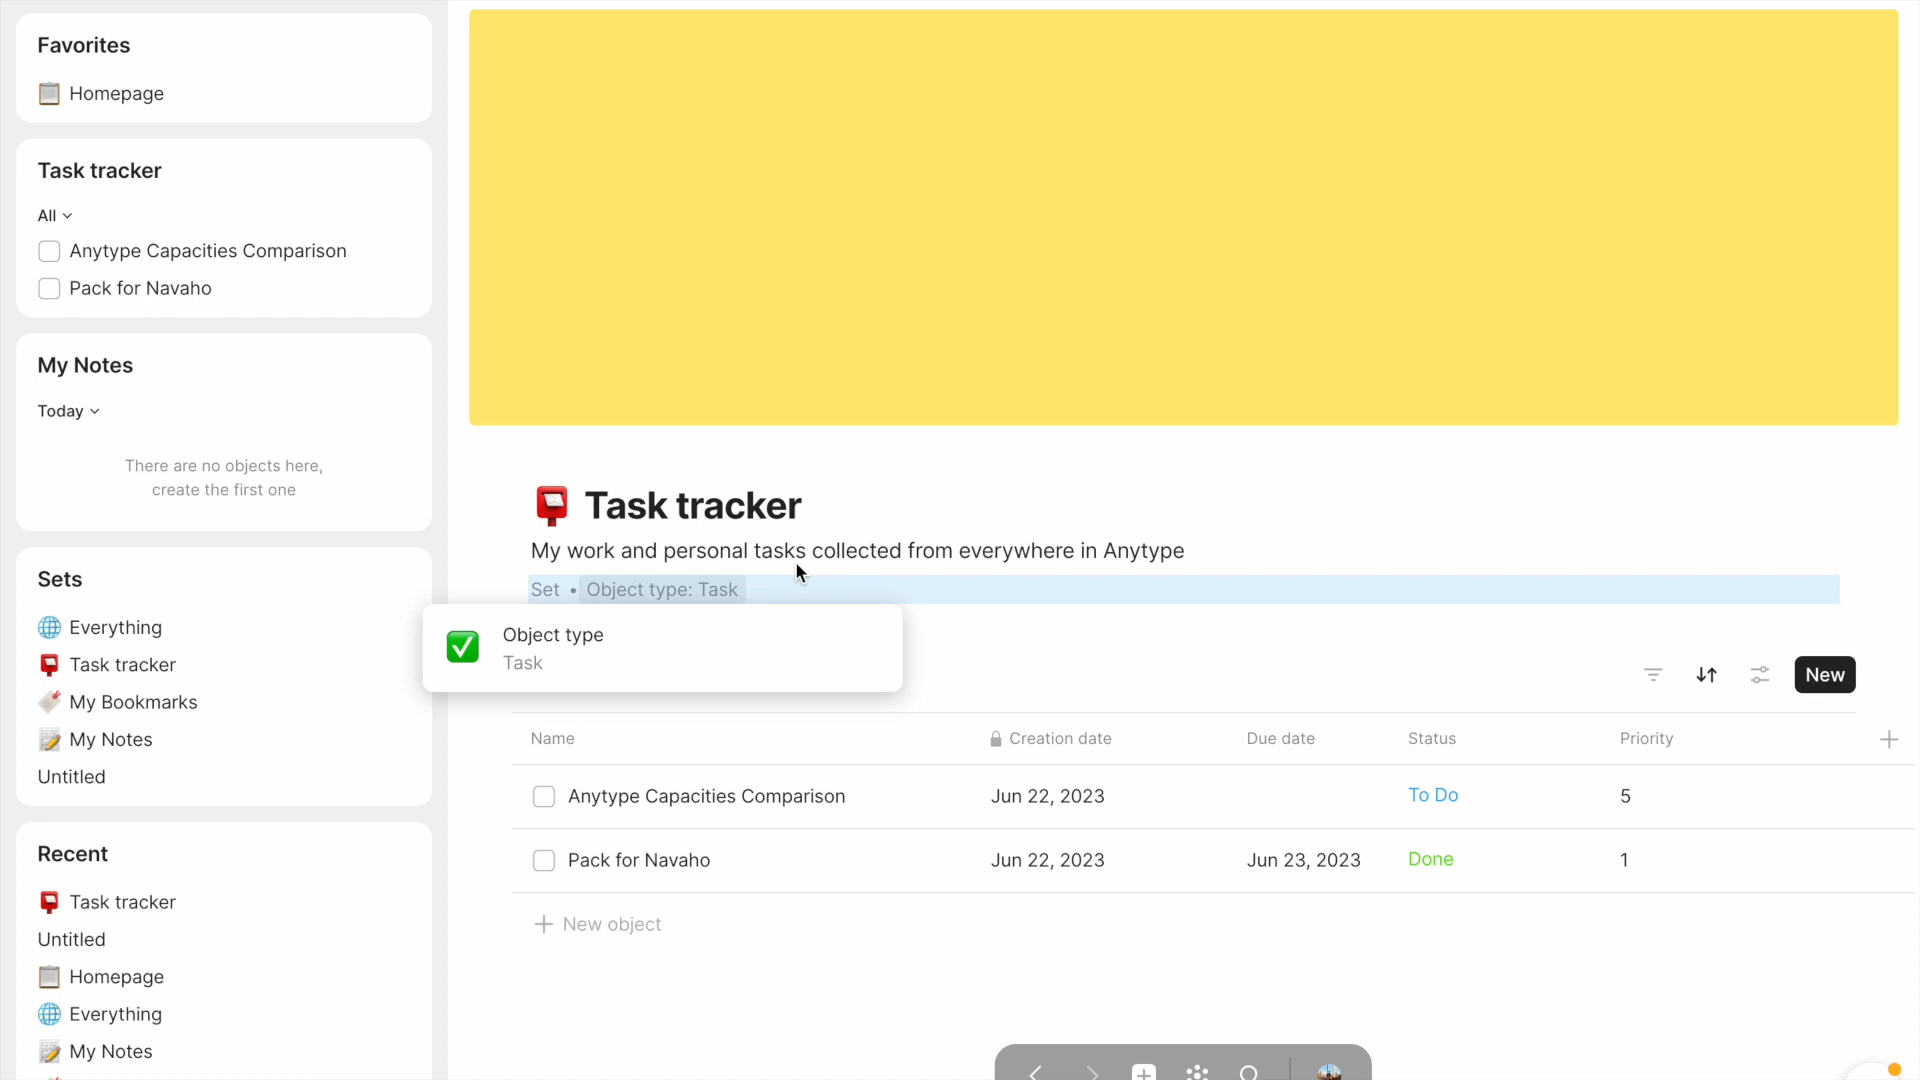 Favorites
Homepage
Task tracker
All
Anytype Capacities Comparison
Pack for Navaho
My Notes
Today
There are no objects here,
create the first one
Sets
Everything
Task tracker
My Bookmarks
My Notes
Untitled
Recent
Task tracker
Untitled
Homepage
Everything
My Notes
Task tracker
My work and personal tasks collected from everywhere in Anytype
Set • Object type: Task
Object type
Task
New
Name Creation date Due date Status Priority
Anytype Capacities Comparison Jun 22, 2023 To Do 5
Pack for Navaho Jun 22, 2023 Jun 23, 2023 Done 1
New object